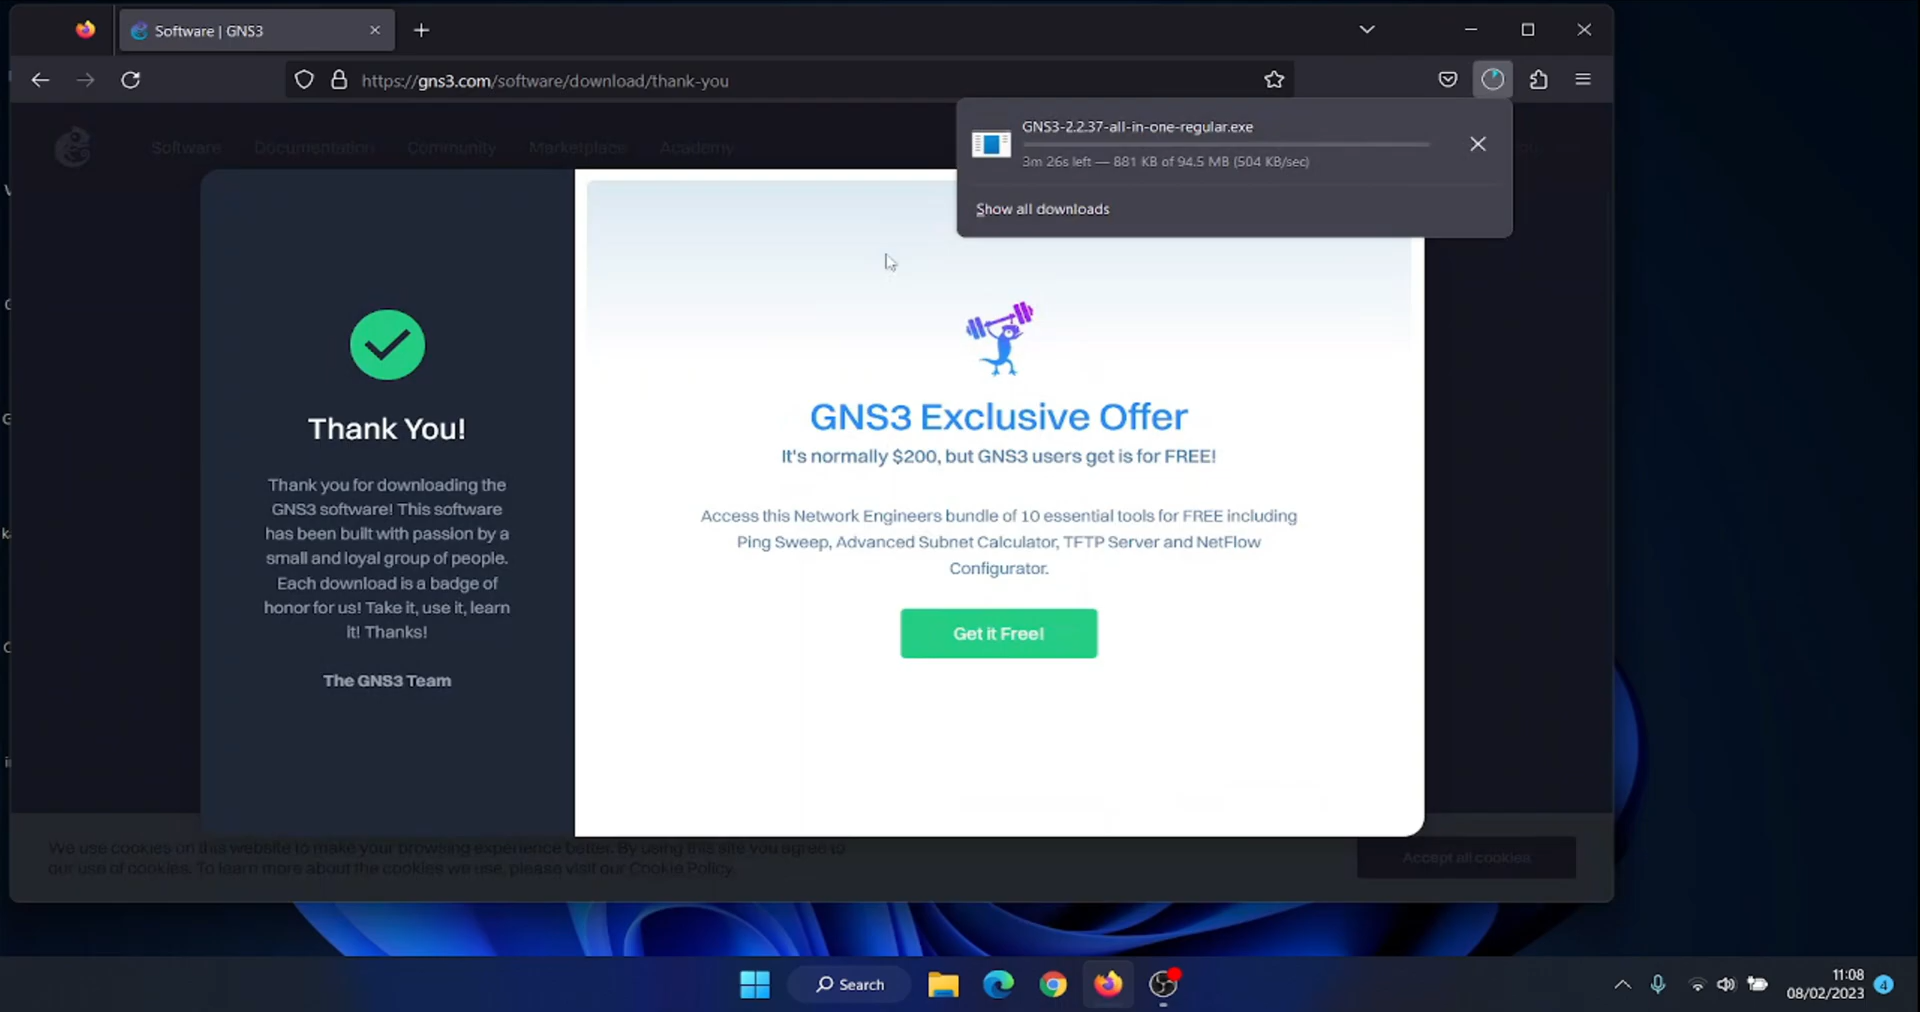 Software | GNS3
https://gns3.com/software/download/thank-you
GNS3-2.2.37-all-in-one-regular.exe
3m 26s left — 881 KB of 94.5 MB (504 KB/sec)
Show all downloads
Software Documentation Community Marketplace Academy
Thank You!
Thank you for downloading the
GNS3 software! This software
has been built with passion by a
small and loyal group of people.
Each download is a badge of
honor for us! Take it, use it, learn
it! Thanks!
The GNS3 Team
GNS3 Exclusive Offer
It's normally $200, but GNS3 users get is for FREE!
Access this Network Engineers bundle of 10 essential tools for FREE including
Ping Sweep, Advanced Subnet Calculator, TFTP Server and NetFlow
Configurator.
Get it Free!
We use cookies on this website to make your browsing experience better. By using this site you agree to
our use of cookies. To learn more about the cookies we use, please visit our Cookie Policy.
Accept all cookies
Search
11:08
08/02/2023
4